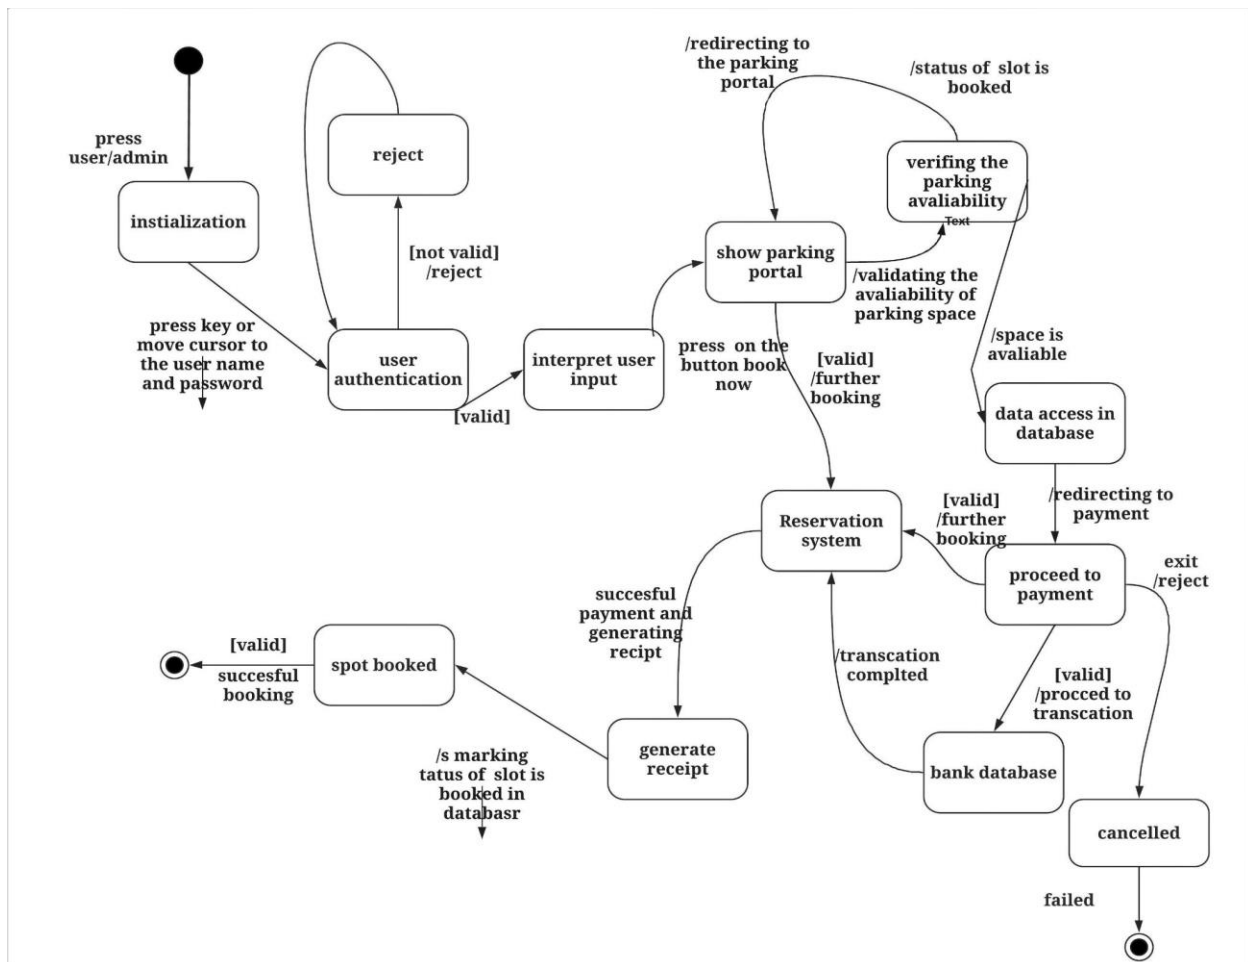 press
user/admin
instialization
press key or
move cursor to
the user name
and password
reject
[not valid]
/reject
user
authentication
[valid]
interpret user
input
/redirecting to
the parking
portal
/status of slot is
booked
verifing the
parking
avaliability
Text
show parking
portal
/validating the
avaliability of
parking space
press on the
button book
now
[valid]
/further
booking
/space is
avaliable
data access in
database
/redirecting to
payment
Reservation
system
[valid]
/further
booking
proceed to
payment
exit
/reject
succesful
payment and
generating
recipt
/transcation
complted
[valid]
/procced to
transcation
[valid]
succesful
booking
spot booked
/s marking
tatus of slot is
booked in
databasr
generate
receipt
bank database
cancelled
failed